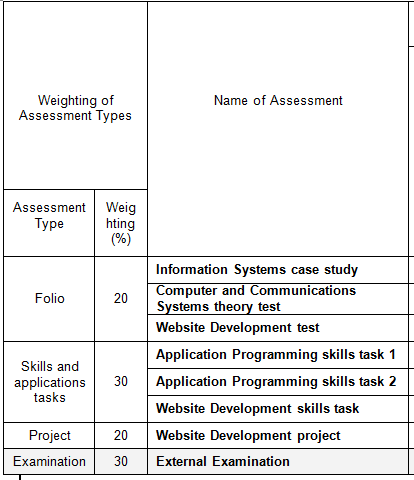 Weighting of
Assessment Types
Name of Assessment
Assessment
Type
Weig
hting
(%)
Folio
20
Information Systems case study
Computer and Communications
Systems theory test
Website Development test
Skills and
applications
tasks
30
Application Programming skills task 1
Application Programming skills task 2
Website Development skills task
Project
20
Website Development project
Examination
30
External Examination